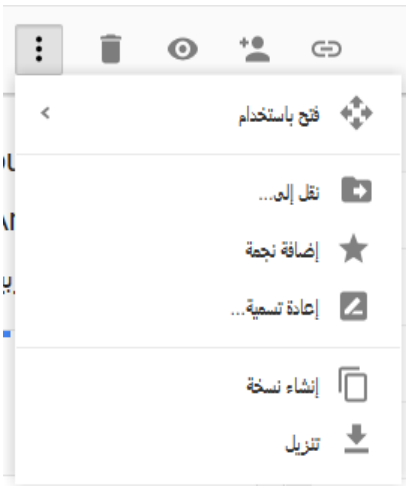 فتح باستخدام
نقل إلى...
إضافة نجمة
إعادة تسمية...
إنشاء نسخة
تنزيل